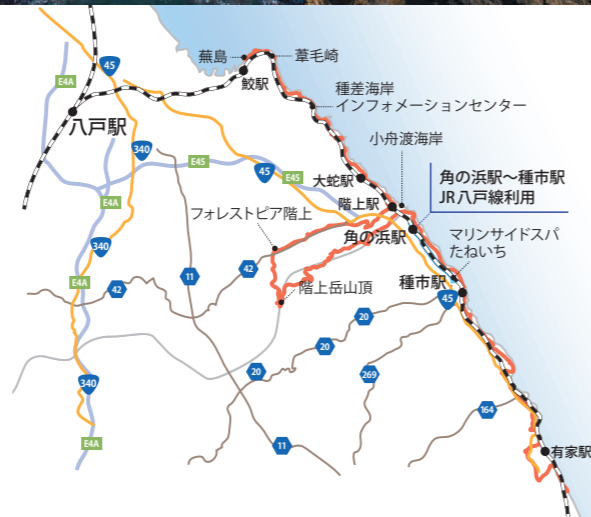 蕪島
葦毛崎
45
E4A
鮫駅
種差海岸
インフォメーションセンター
八戸駅
340
小舟渡海岸
E45
45
E45
大蛇駅
角の浜駅〜種市駅
JR八戸線利用
E4A
階上駅
フォレストピア階上
角の浜駅
マリンサイドスパ
たねいち
340
42
11
E4A
42
階上岳山頂
種市駅
45
20
20
20
269
340
164
E4A
11
有家駅